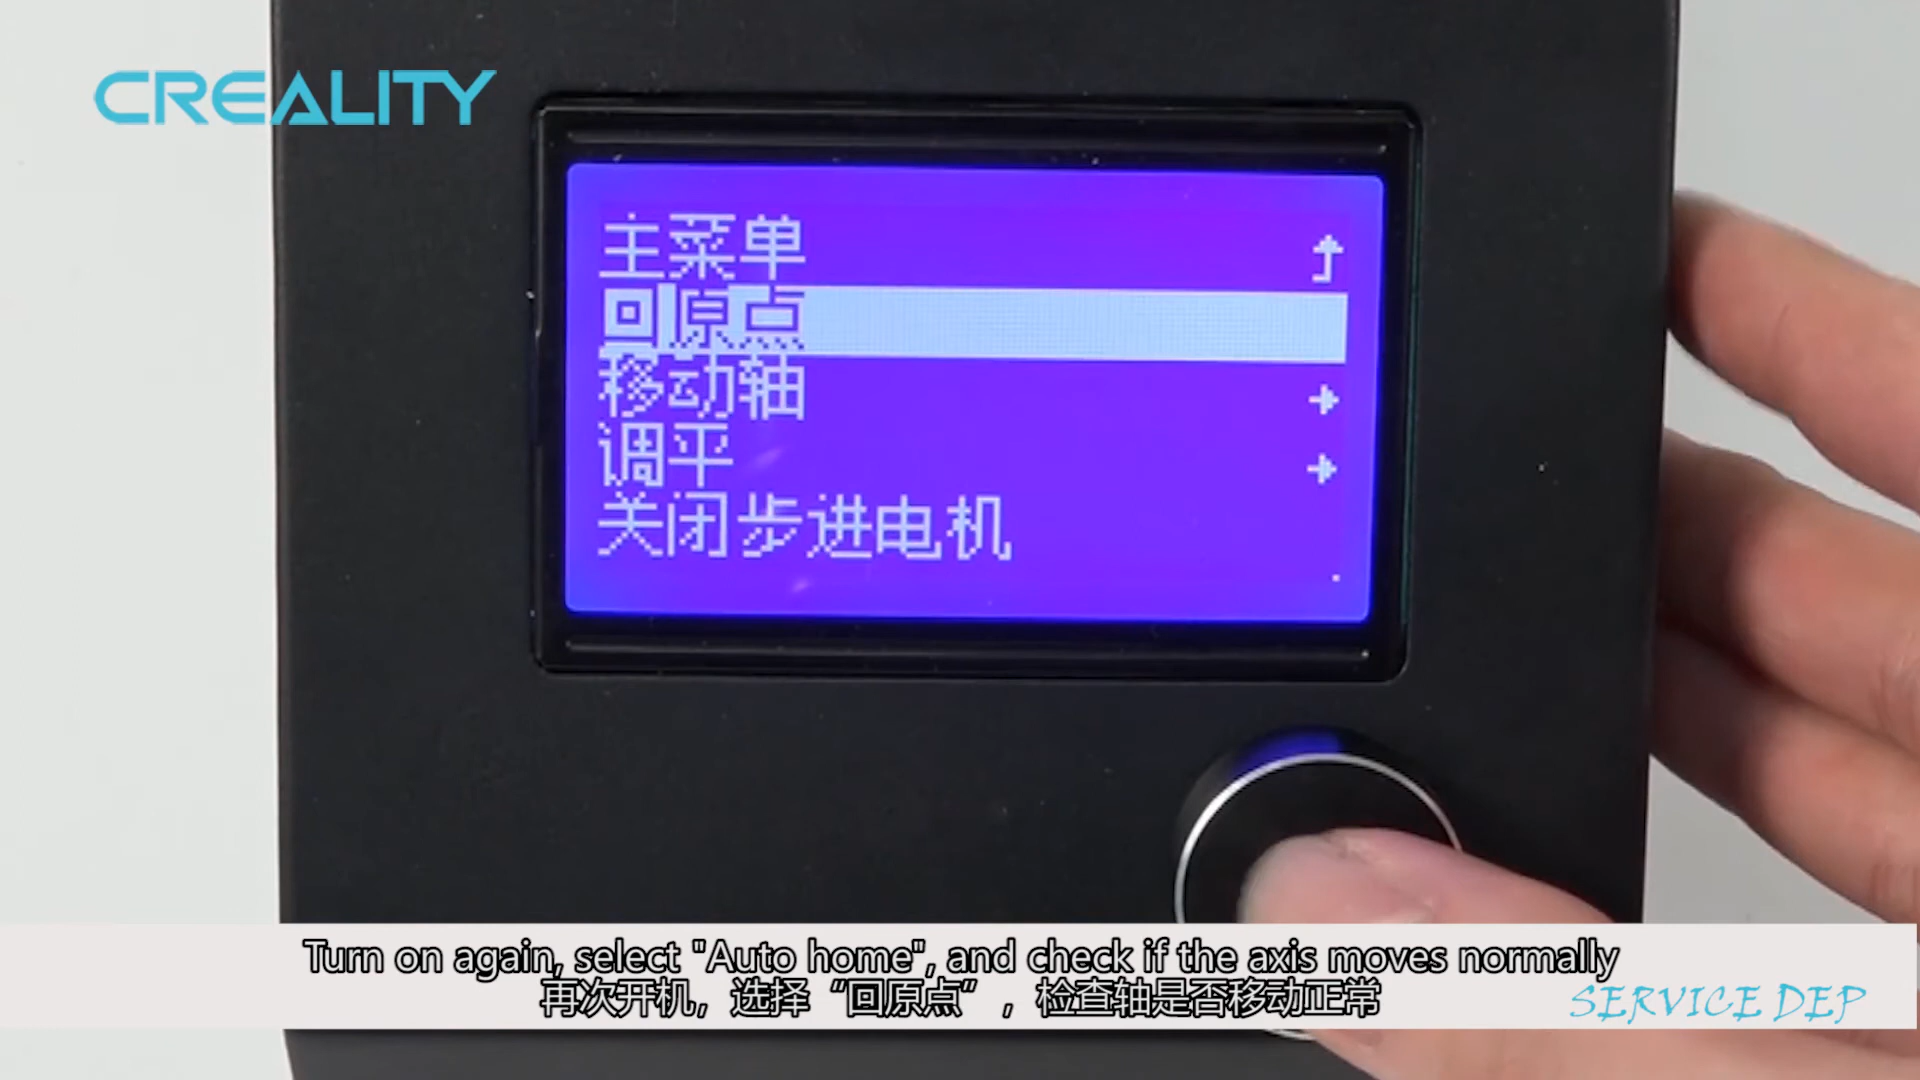 CREALITY
主菜单
回原点
移动轴
调平
关闭步进电机
Turn on again, select "Auto home", and check if the axis moves normally
再次开机，选择“回原点”，检查轴是否移动正常
SERVICE DEP